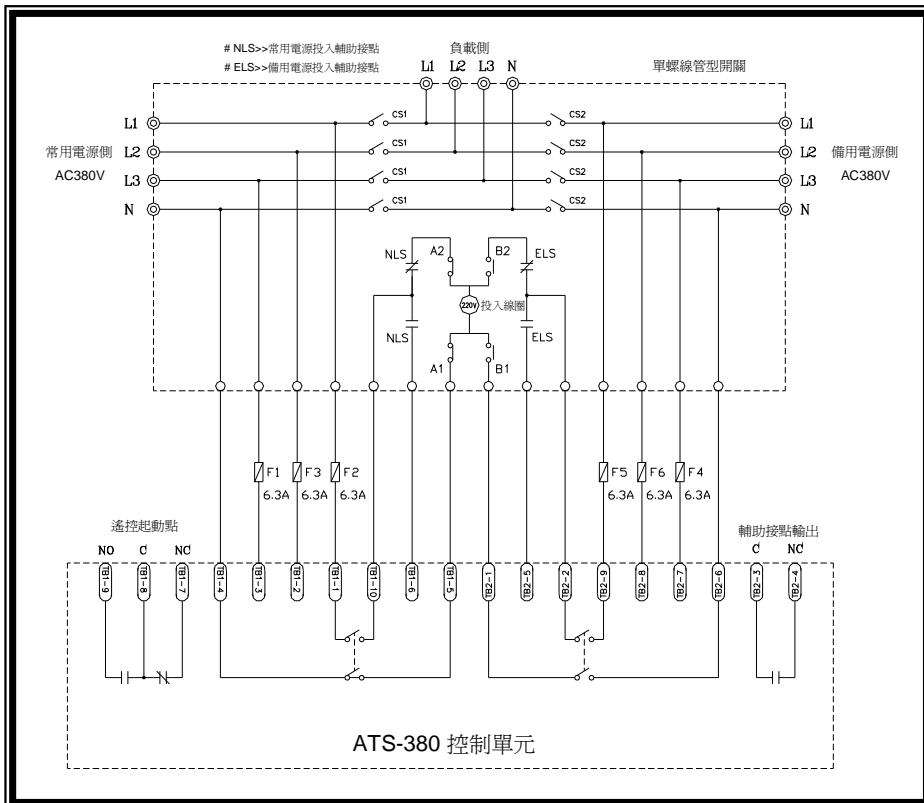 # NLS>>常用電源投入輔助接點
# ELS>>備用電源投入輔助接點
負載側
L1 L2 L3 N
單螺線管型開關
L1 CS1 CS2 L1
常用電源側 L2 CS1 CS2 L2 備用電源側
AC380V L3 CS1 CS2 L3 AC380V
N CS1 CS2 N
NLS A2 B2 ELS
220V 投入線圈
NLS A1 B1 ELS
F1 F3 F2 F5 F6 F4
6.3A 6.3A 6.3A 6.3A 6.3A 6.3A
遙控起動點 輔助接點輸出
NO C NC C NC
TB1-9 TB1-8 TB1-7 TB1-4 TB1-3 TB1-2 TB1-1 TB1-10 TB1-6 TB1-5 TB2-1 TB2-5 TB2-2 TB2-9 TB2-8 TB2-7 TB2-6 TB2-3 TB2-4
ATS-380 控制單元